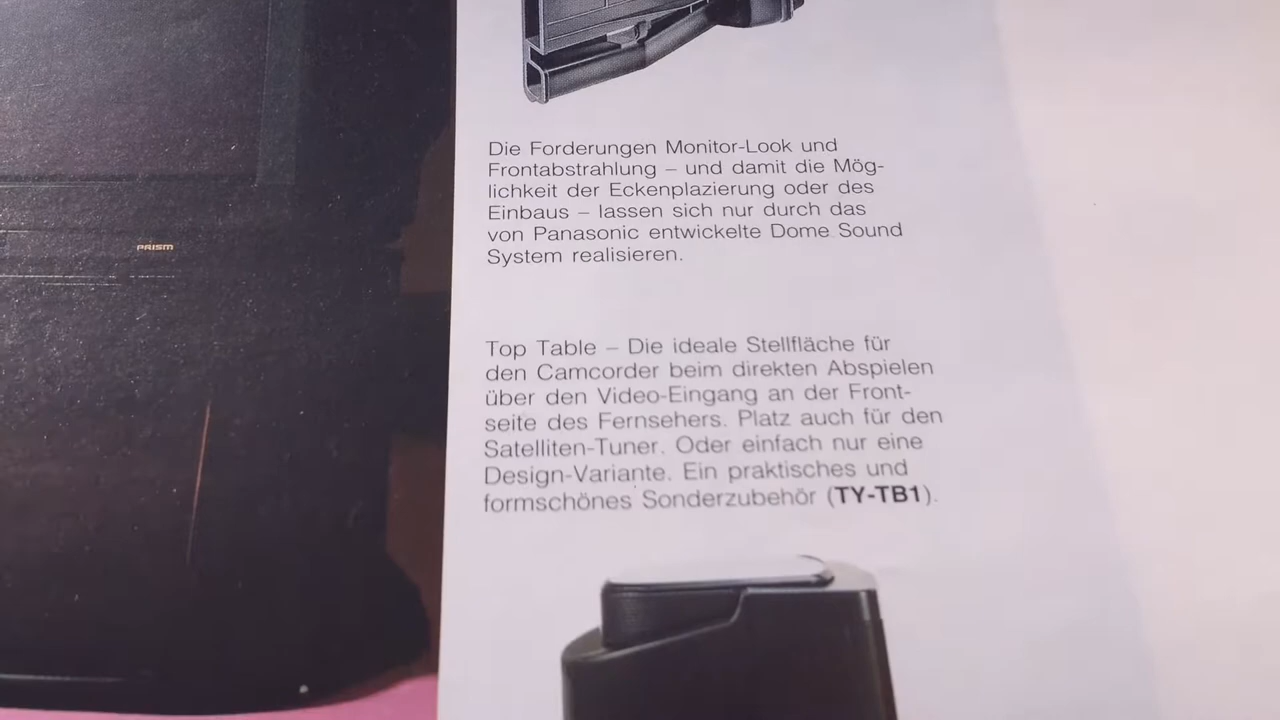 PRISM
Die Forderungen Monitor-Look und
Frontabstrahlung – und damit die Mög-
lichkeit der Eckenplazierung oder des
Einbaus – lassen sich nur durch das
von Panasonic entwickelte Dome Sound
System realisieren.
Top Table – Die ideale Stellfläche für
den Camcorder beim direkten Abspielen
über den Video-Eingang an der Front-
seite des Fernsehers. Platz auch für den
Satelliten-Tuner. Oder einfach nur eine
Design-Variante. Ein praktisches und
formschönes Sonderzubehör (TY-TB1).